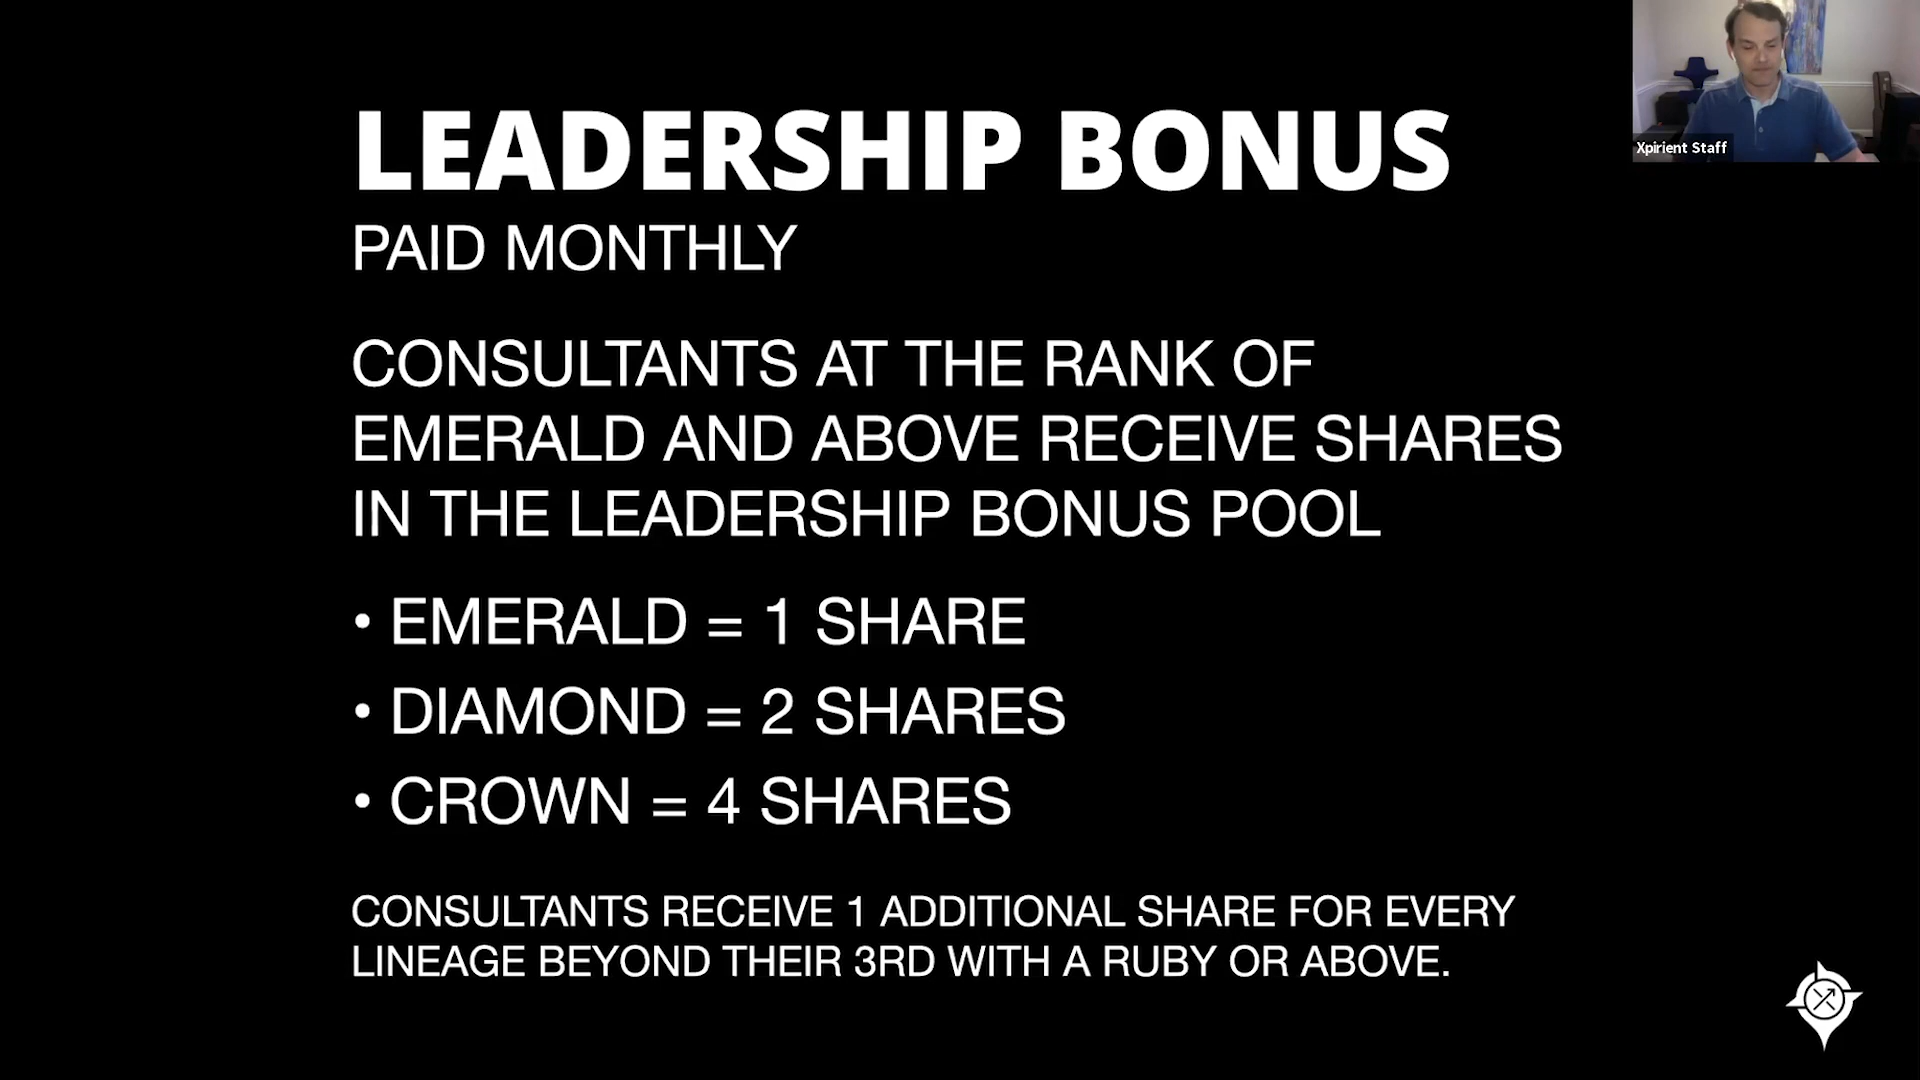 LEADERSHIP BONUS
PAID MONTHLY
CONSULTANTS AT THE RANK OF
EMERALD AND ABOVE RECEIVE SHARES
IN THE LEADERSHIP BONUS POOL
• EMERALD = 1 SHARE
• DIAMOND = 2 SHARES
• CROWN = 4 SHARES
CONSULTANTS RECEIVE 1 ADDITIONAL SHARE FOR EVERY
LINEAGE BEYOND THEIR 3RD WITH A RUBY OR ABOVE.
Xpirient Staff